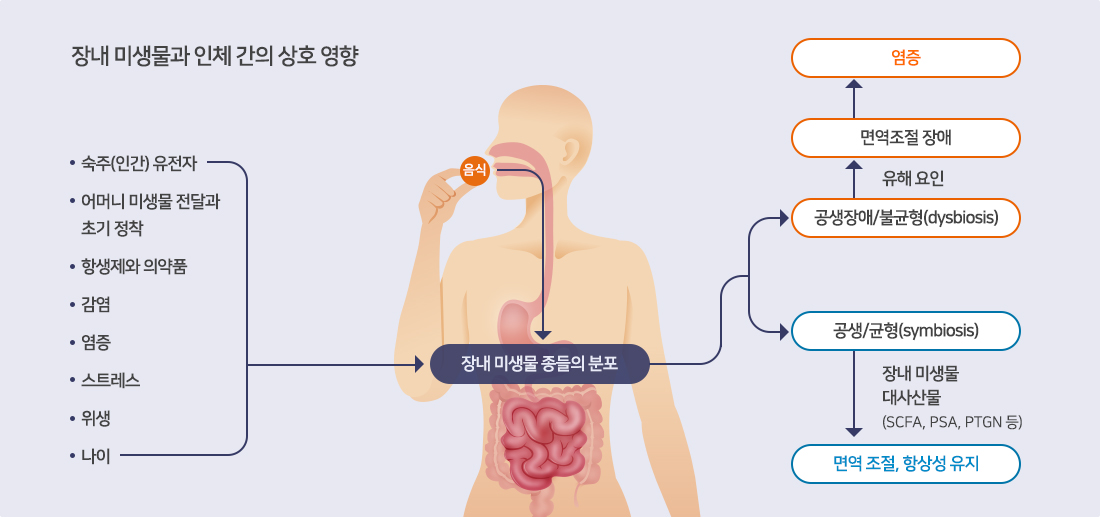 장내 미생물과 인체 간의 상호 영향
숙주(인간) 유전자
어머니 미생물 전달과
초기 정착
항생제와 의약품
감염
염증
스트레스
위생
나이
음식
장내 미생물 종들의 분포
염증
면역조절 장애
유해 요인
공생장애/불균형(dysbiosis)
공생/균형(symbiosis)
장내 미생물
대사산물
(SCFA, PSA, PTGN 등)
면역 조절, 항상성 유지